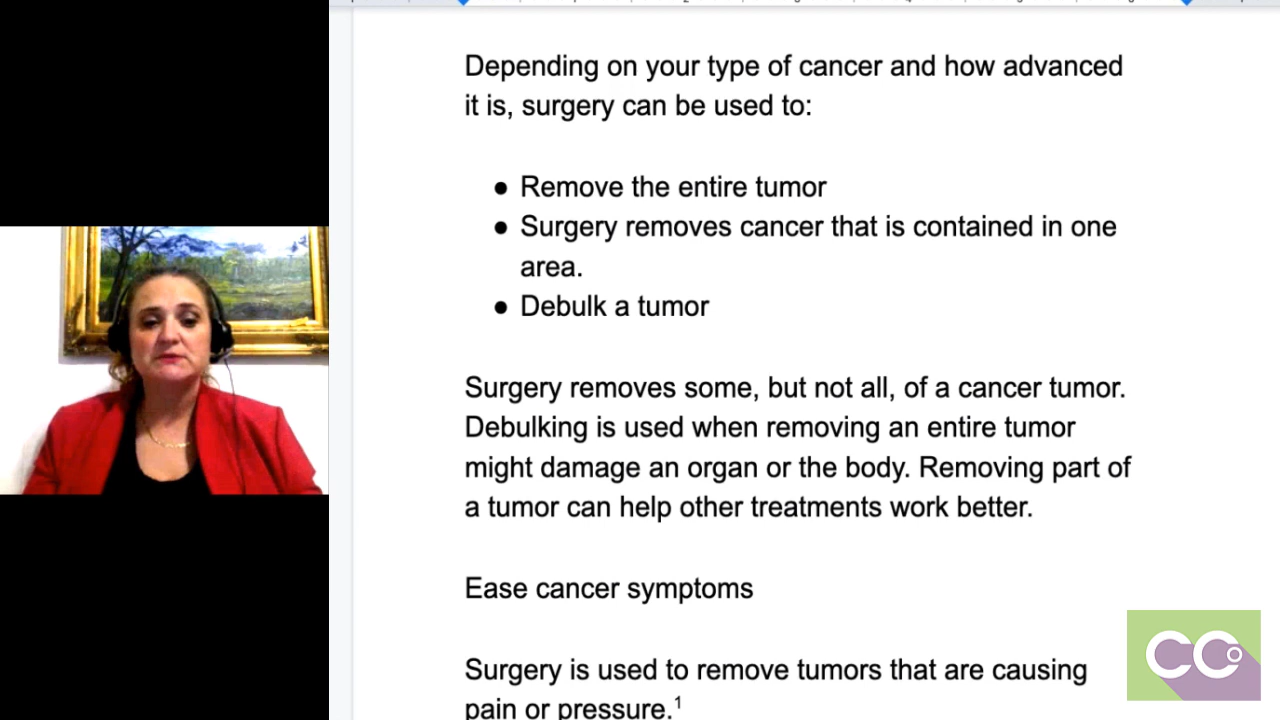 Depending on your type of cancer and how advanced
it is, surgery can be used to:
● Remove the entire tumor
● Surgery removes cancer that is contained in one
area.
● Debulk a tumor
Surgery removes some, but not all, of a cancer tumor.
Debulking is used when removing an entire tumor
might damage an organ or the body. Removing part of
a tumor can help other treatments work better.
Ease cancer symptoms
Surgery is used to remove tumors that are causing
pain or pressure.¹
CCO